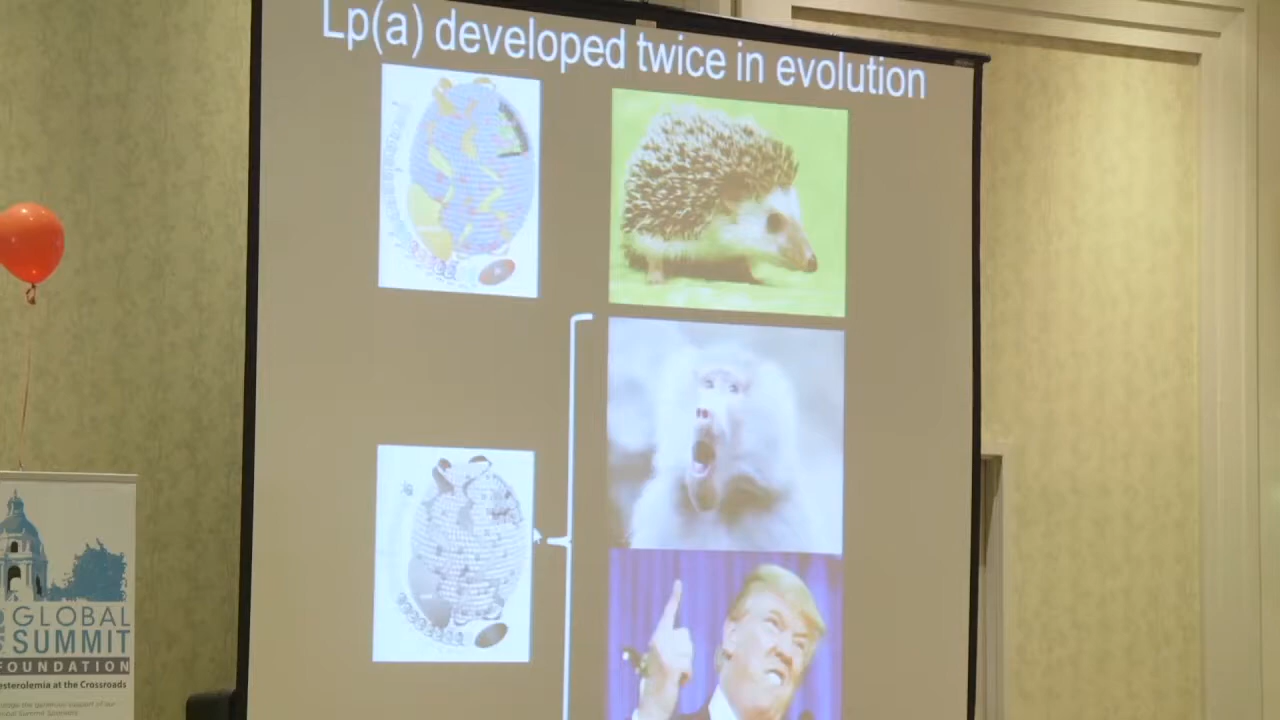 Lp(a) developed twice in evolution
GLOBAL
SUMMIT
FOUNDATION
esterolemia at the Crossroads